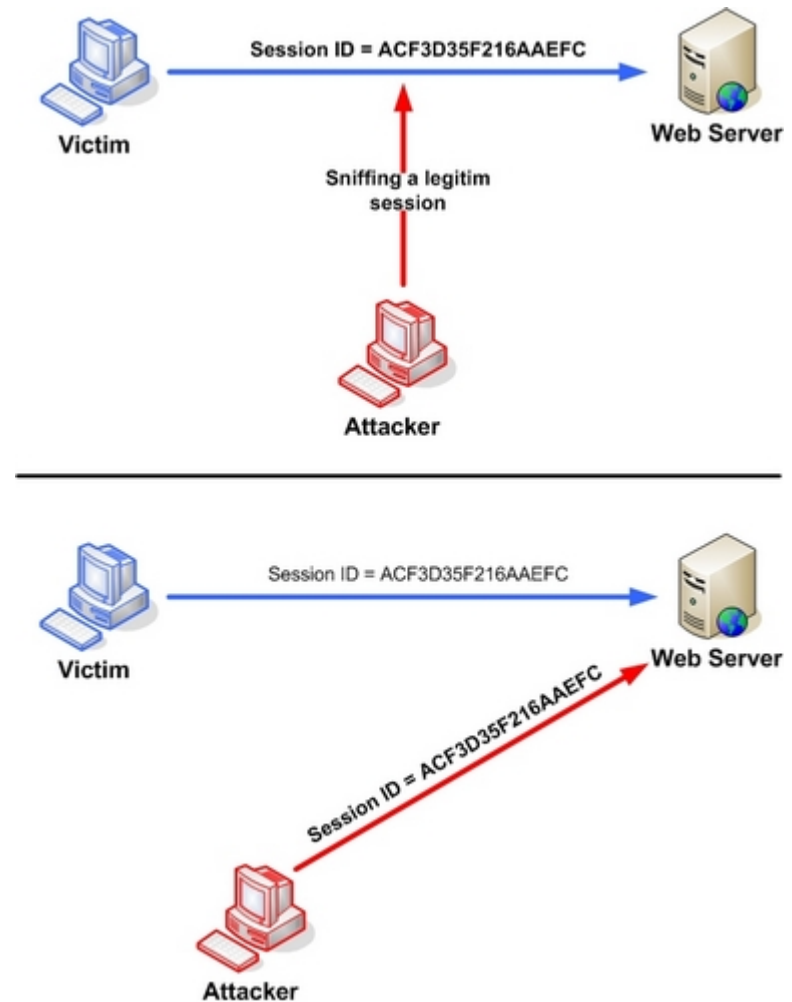 Session ID = ACF3D35F216AAEFC
Victim
Web Server
Sniffing a legitim
session
Attacker
Session ID = ACF3D35F216AAEFC
Victim
Web Server
Session ID = ACF3D35F216AAEFC
Attacker